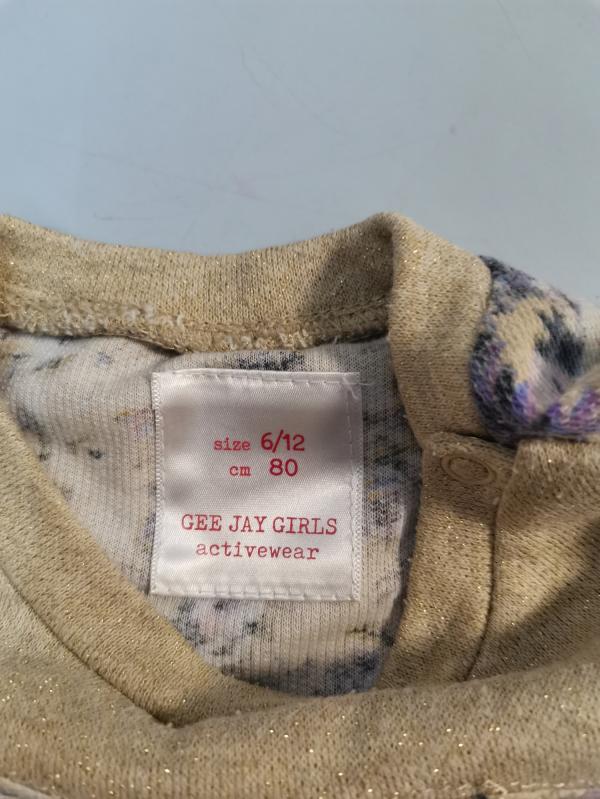 size 6/12
cm 80
GEE JAY GIRLS
activewear